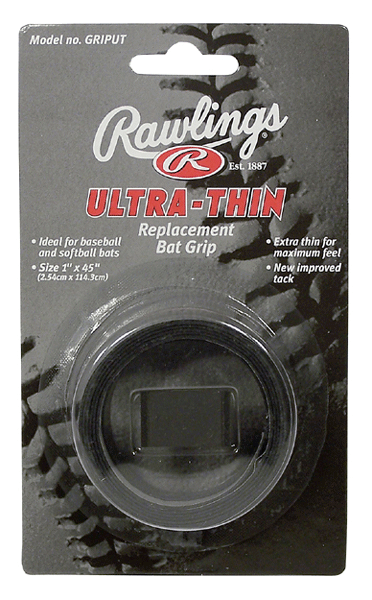 Model no. GRIPUT
Rawlings®
R
Est. 1887
ULTRA-THIN
Replacement
Bat Grip
• Ideal for baseball
and softball bats
• Size 1" x 45"
(2.54cm x 114.3cm)
• Extra thin for
maximum feel
• New improved
tack